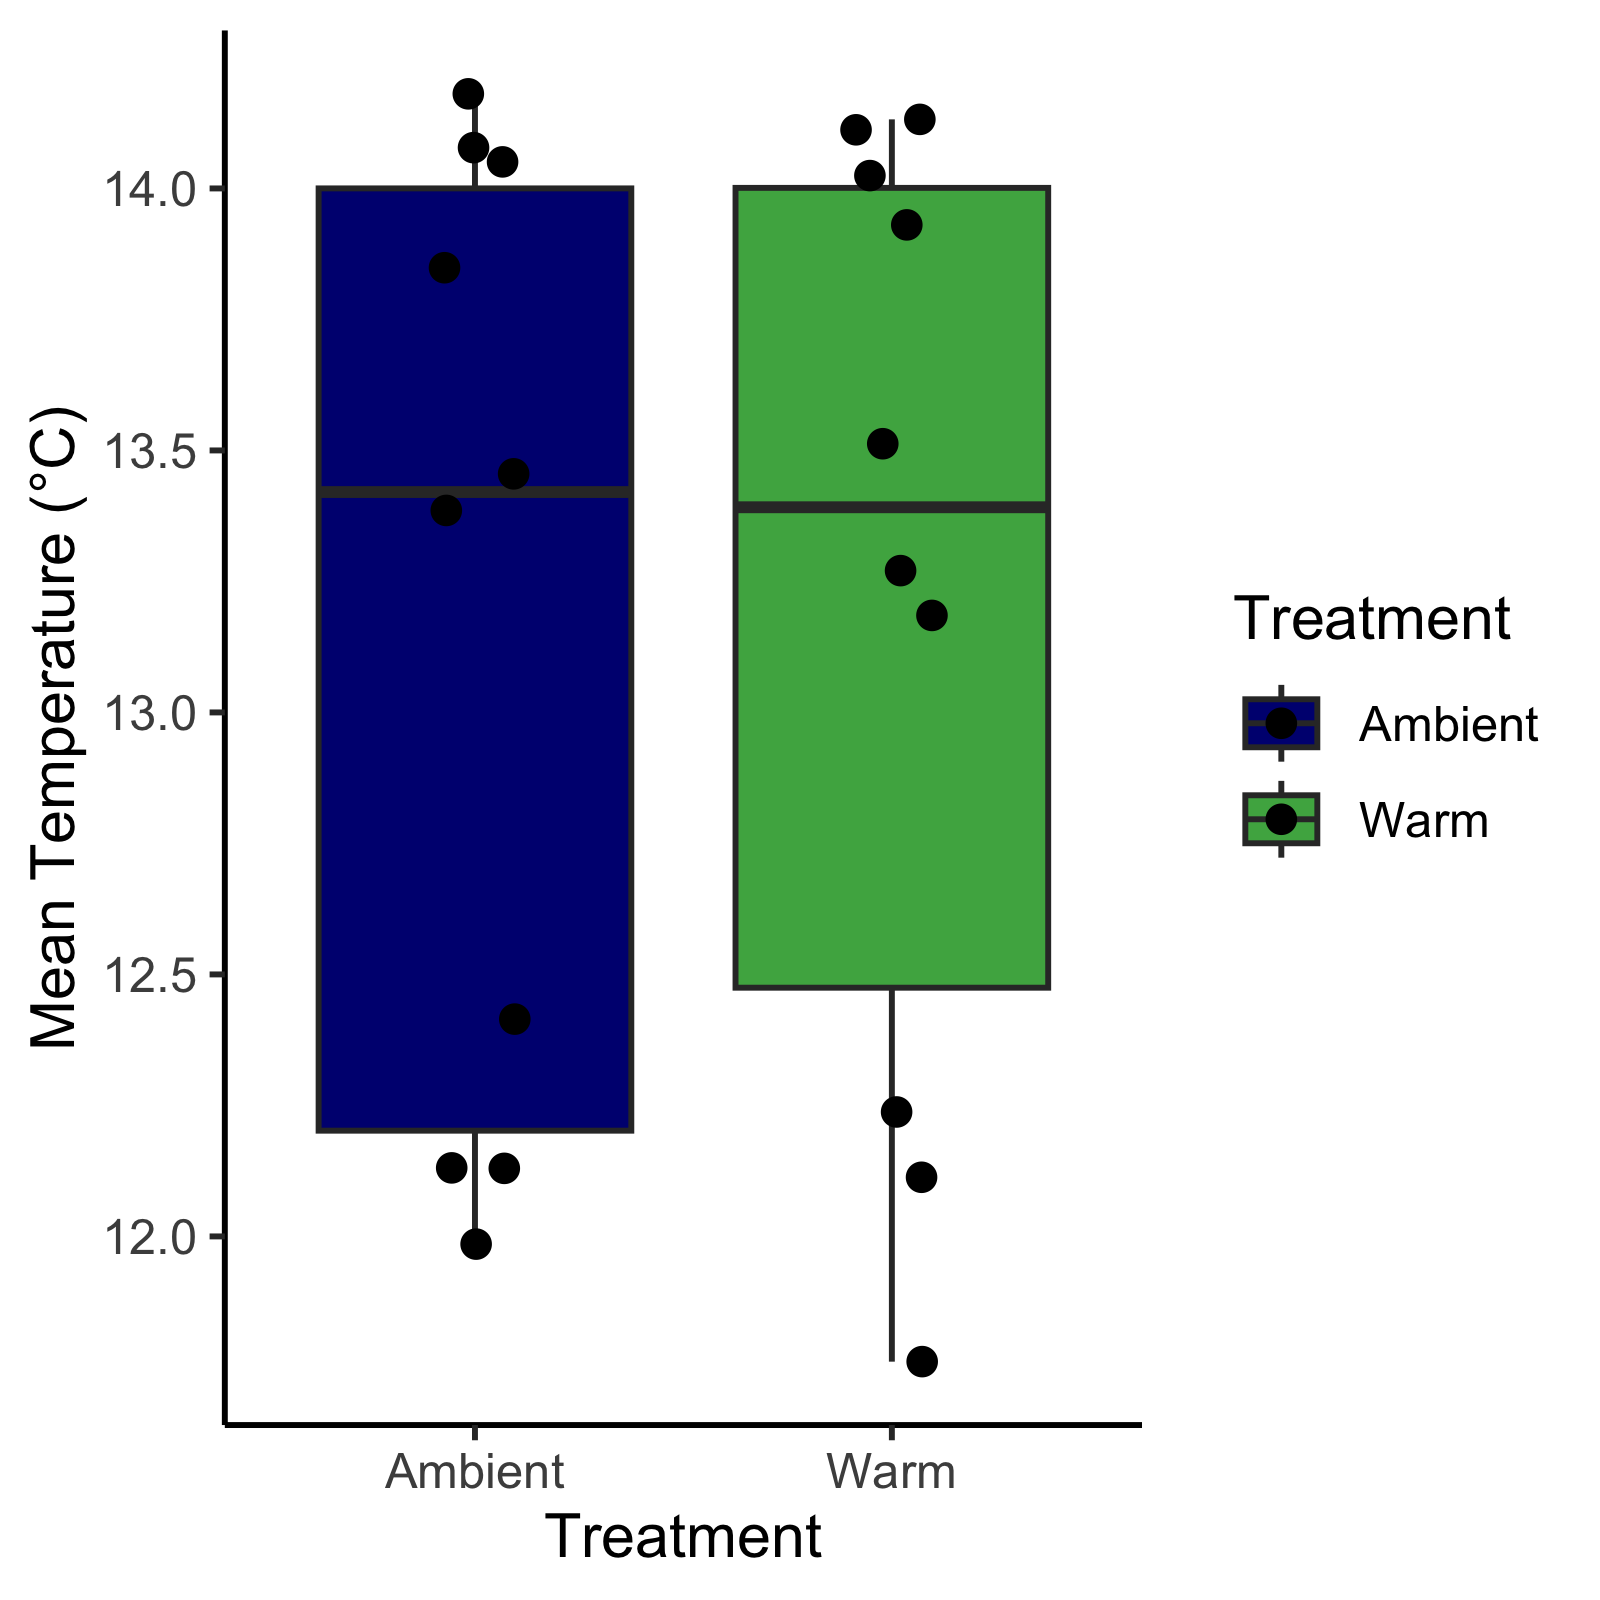 Mean Temperature (°C)
14.0
13.5
13.0
12.5
12.0
Ambient
Warm
Treatment
Treatment
Ambient
Warm